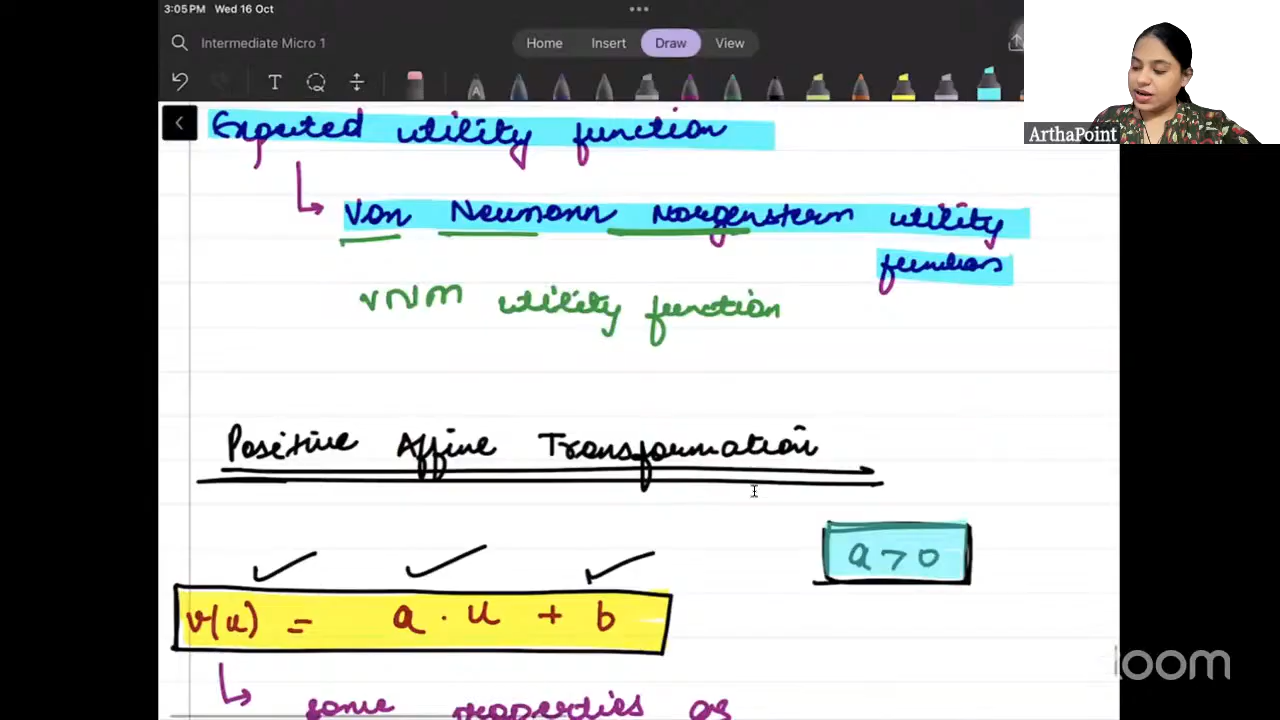 3:05 PM Wed 16 Oct
Intermediate Micro 1
Home Insert Draw View
ArthaPoint
Expected utility function
Von Neumann Morgenstern utility
function
VNM utility function
Positive Affine Transformation
a > 0
v(u) = a · u + b
same properties as
loom